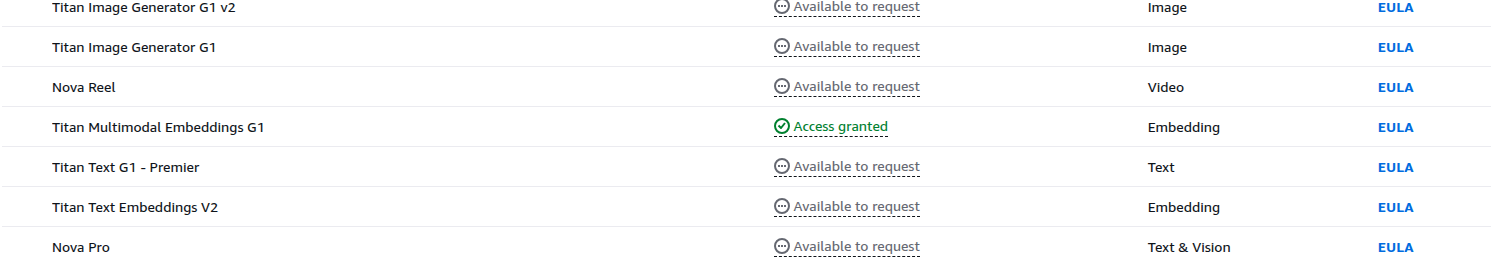 Titan Image Generator G1 v2 Available to request Image EULA
Titan Image Generator G1 Available to request Image EULA
Nova Reel Available to request Video EULA
Titan Multimodal Embeddings G1 Access granted Embedding EULA
Titan Text G1 - Premier Available to request Text EULA
Titan Text Embeddings V2 Available to request Embedding EULA
Nova Pro Available to request Text & Vision EULA